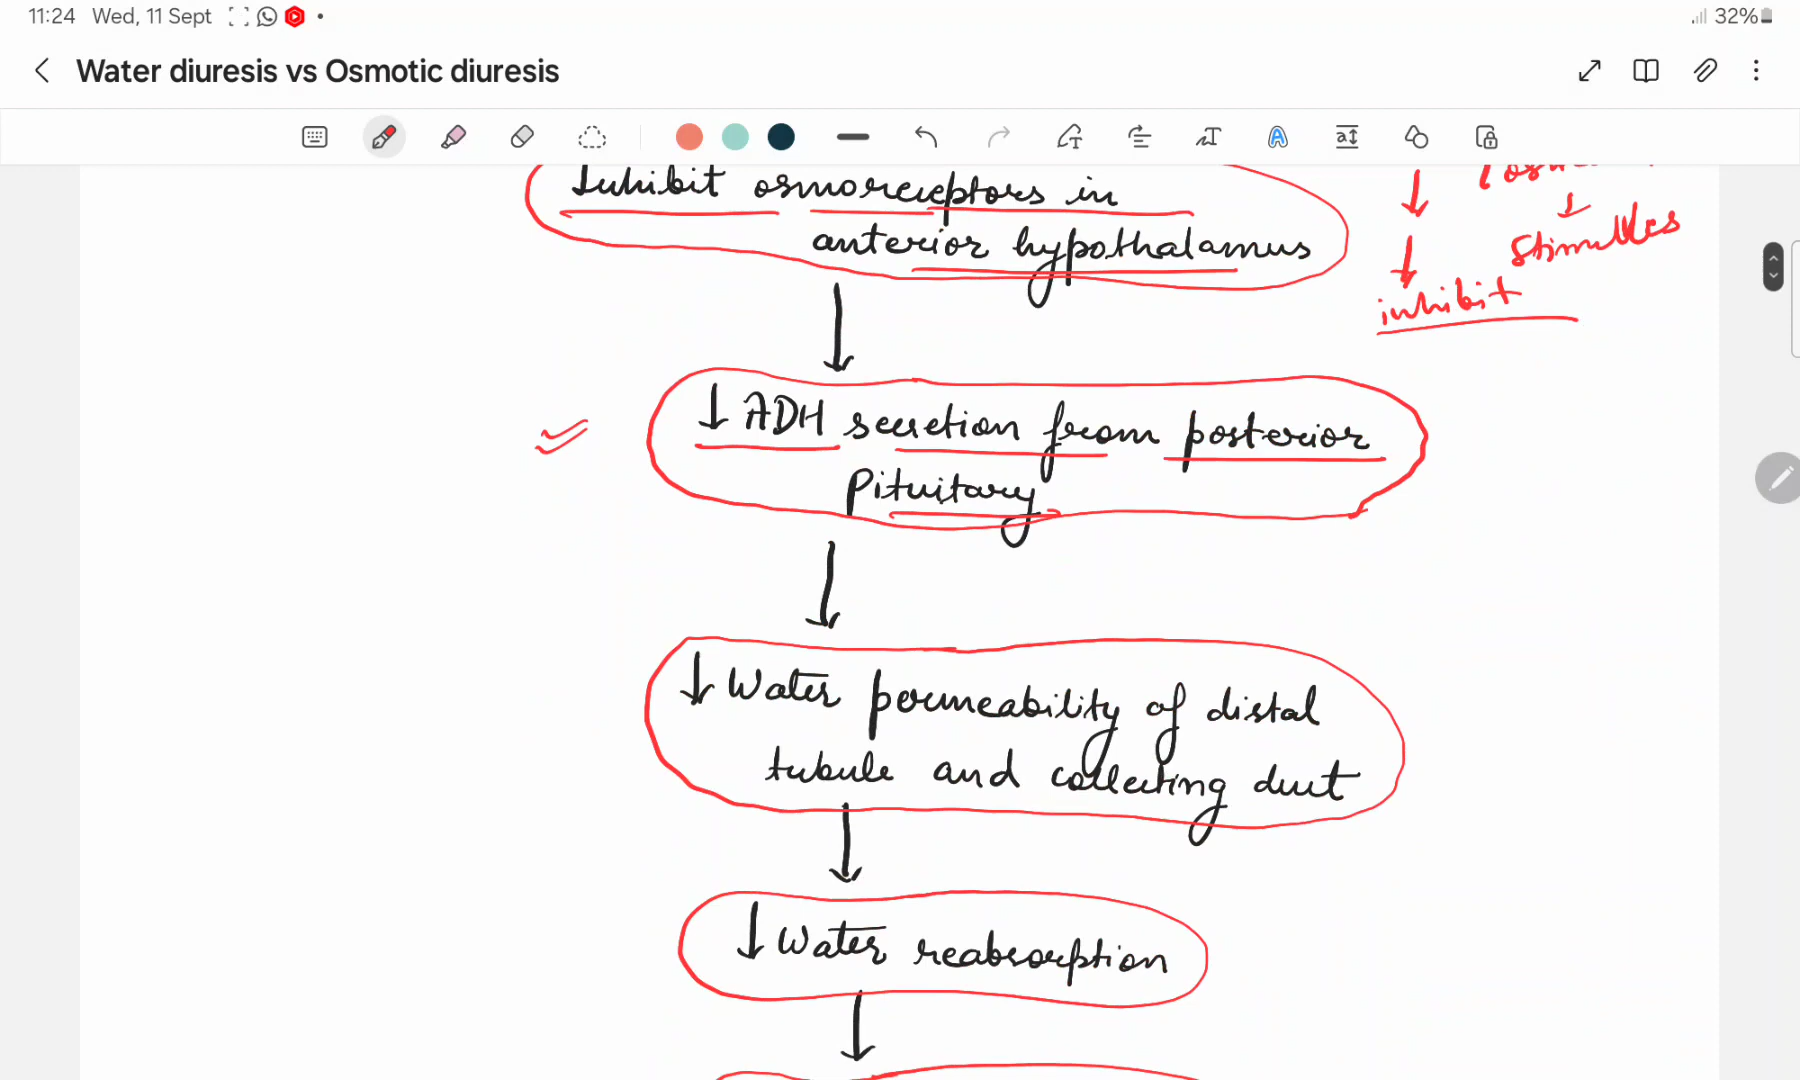 11:24 Wed, 11 Sept
32%
Water diuresis vs Osmotic diuresis
Inhibit osmoreceptors in
anterior hypothalamus
inhibit
↓ ADH secretion from posterior
Pituitary
↓ Water permeability of distal
tubule and collecting duct
↓ Water reabsorption